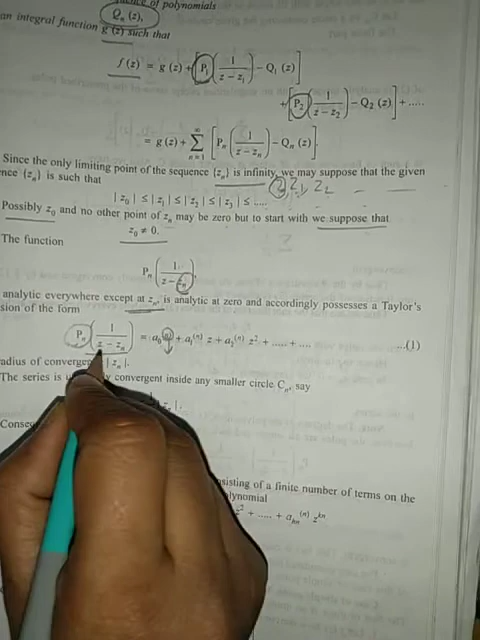 of polynomials
Qₙ (z),
an integral function g (z) such that
f (z) = g (z) + [P₁ (1/(z – z₁)) – Q₁ (z)]
+ [P₂ (1/(z – z₂)) – Q₂ (z)] + .....
= g (z) + ∑ₙ₌₁^∞ [Pₙ (1/(z – zₙ)) – Qₙ (z)].
Since the only limiting point of the sequence {zₙ} is infinity, we may suppose that the given
{zₙ} is such that
z₁, z₂
| z₀ | ≤ | z₁ | ≤ | z₂ | ≤ | z₃ | ≤ .....
Possibly z₀ and no other point of zₙ may be zero but to start with we suppose that
z₀ ≠ 0.
The function
Pₙ (1/(z – zₙ)),
analytic everywhere except at zₙ, is analytic at zero and accordingly possesses a Taylor's
of the form
Pₙ (1/(z – zₙ)) = a₀⁽ⁿ⁾ + a₁⁽ⁿ⁾ z + a₂⁽ⁿ⁾ z² + ..... + .... ...(1)
| zₙ |.
The series is convergent inside any smaller circle Cₙ, say
zₙ |.
of a finite number of terms on the
z² + ..... + aₖₙ⁽ⁿ⁾ zᵏⁿ